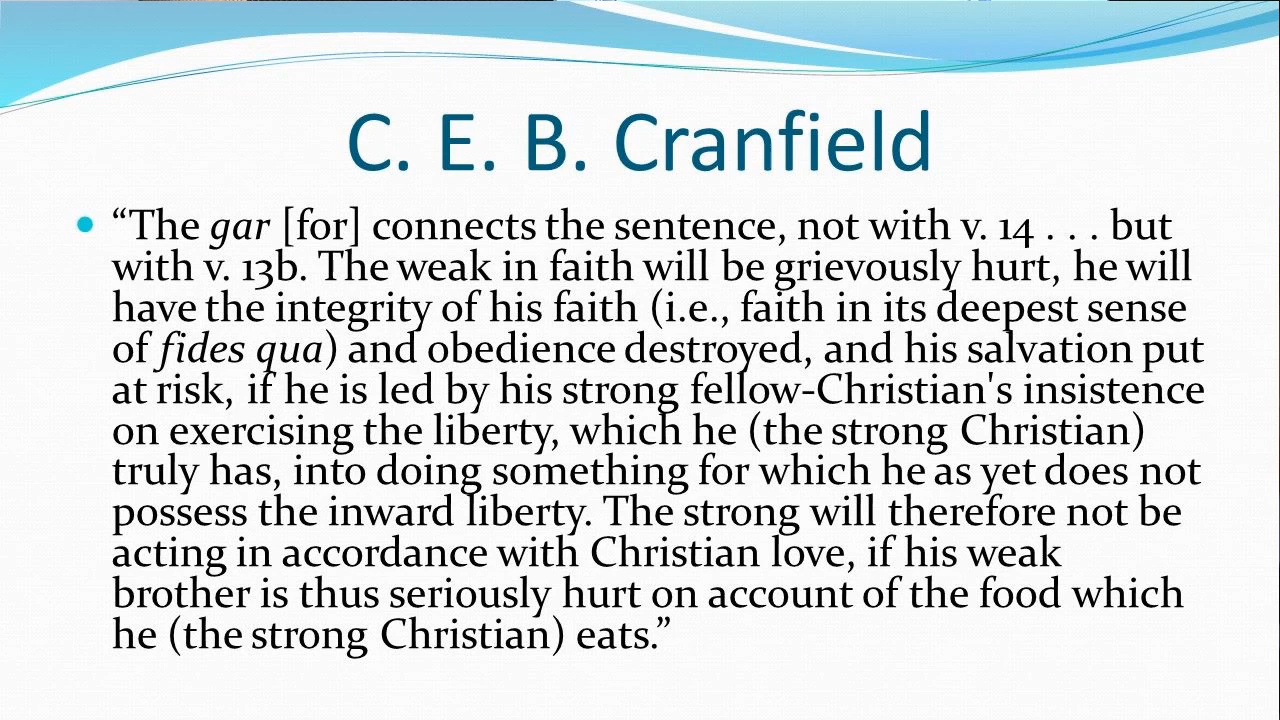 C. E. B. Cranfield
• “The gar [for] connects the sentence, not with v. 14 . . . but
with v. 13b. The weak in faith will be grievously hurt, he will
have the integrity of his faith (i.e., faith in its deepest sense
of fides qua) and obedience destroyed, and his salvation put
at risk, if he is led by his strong fellow-Christian's insistence
on exercising the liberty, which he (the strong Christian)
truly has, into doing something for which he as yet does not
possess the inward liberty. The strong will therefore not be
acting in accordance with Christian love, if his weak
brother is thus seriously hurt on account of the food which
he (the strong Christian) eats.”